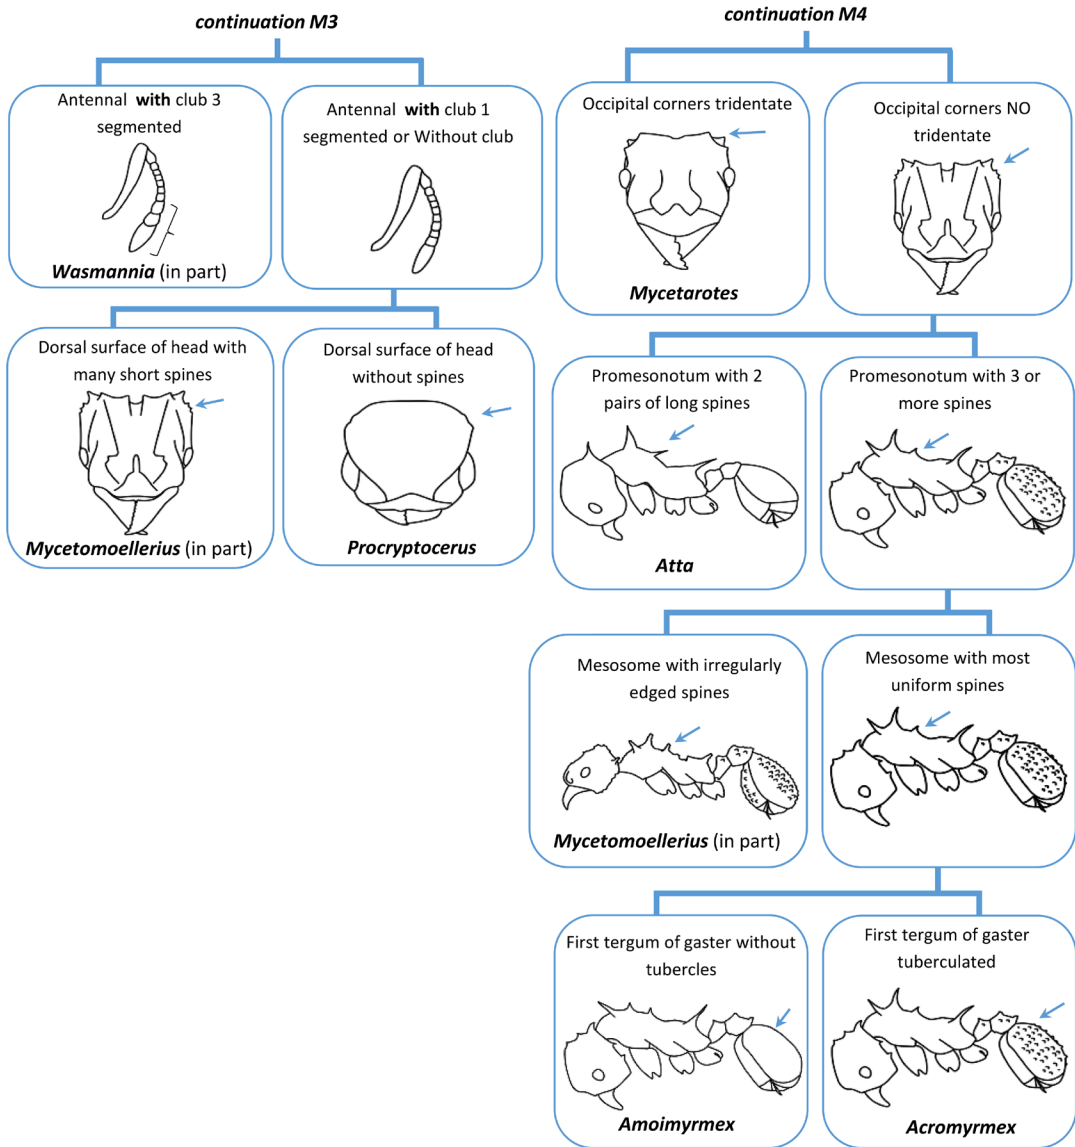 continuation M3
Antennal with club 3
segmented
Wasmannia (in part)
Antennal with club 1
segmented or Without club
Dorsal surface of head with
many short spines
Mycetomoellerius (in part)
Dorsal surface of head
without spines
Procryptocerus
continuation M4
Occipital corners tridentate
Mycetarotes
Occipital corners NO
tridentate
Promesonotum with 2
pairs of long spines
Atta
Promesonotum with 3 or
more spines
Mesosome with irregularly
edged spines
Mycetomoellerius (in part)
Mesosome with most
uniform spines
First tergum of gaster without
tubercles
Amoimyrmex
First tergum of gaster
tuberculated
Acromyrmex